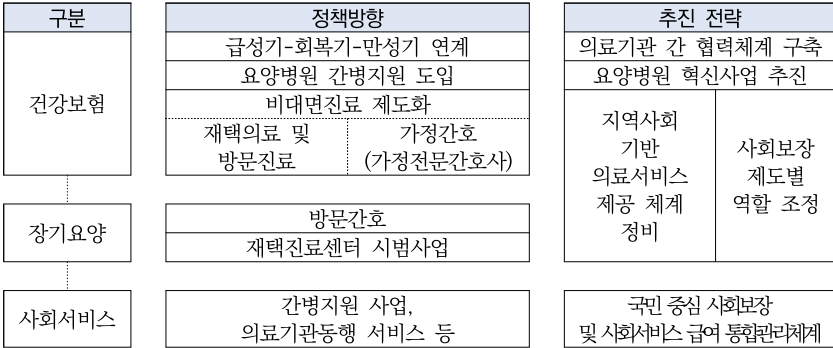 구분
정책방향
추진 전략
건강보험
급성기-회복기-만성기 연계
의료기관 간 협력체계 구축
요양병원 간병지원 도입
요양병원 혁신사업 추진
비대면진료 제도화
재택의료 및
방문진료
가정간호
(가정전문간호사)
지역사회
기반
의료서비스
제공 체계
정비
사회보장
제도별
역할 조정
장기요양
방문간호
재택진료센터 시범사업
사회서비스
간병지원 사업,
의료기관동행 서비스 등
국민 중심 사회보장
및 사회서비스 급여 통합관리체계